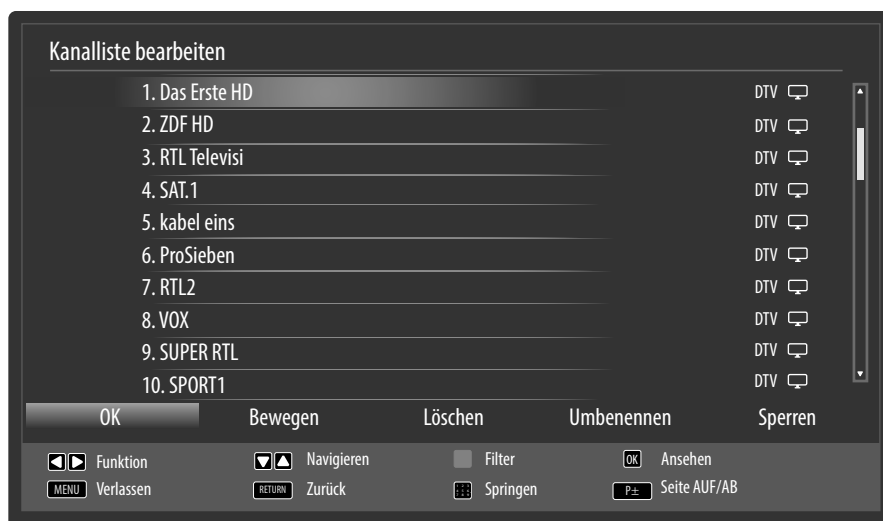 Kanalliste bearbeiten
1. Das Erste HD DTV
2. ZDF HD DTV
3. RTL Televisi DTV
4. SAT.1 DTV
5. kabel eins DTV
6. ProSieben DTV
7. RTL2 DTV
8. VOX DTV
9. SUPER RTL DTV
10. SPORT1 DTV
OK Bewegen Löschen Umbenennen Sperren
Funktion Navigieren Filter OK Ansehen
MENU Verlassen RETURN Zurück Springen P± Seite AUF/AB